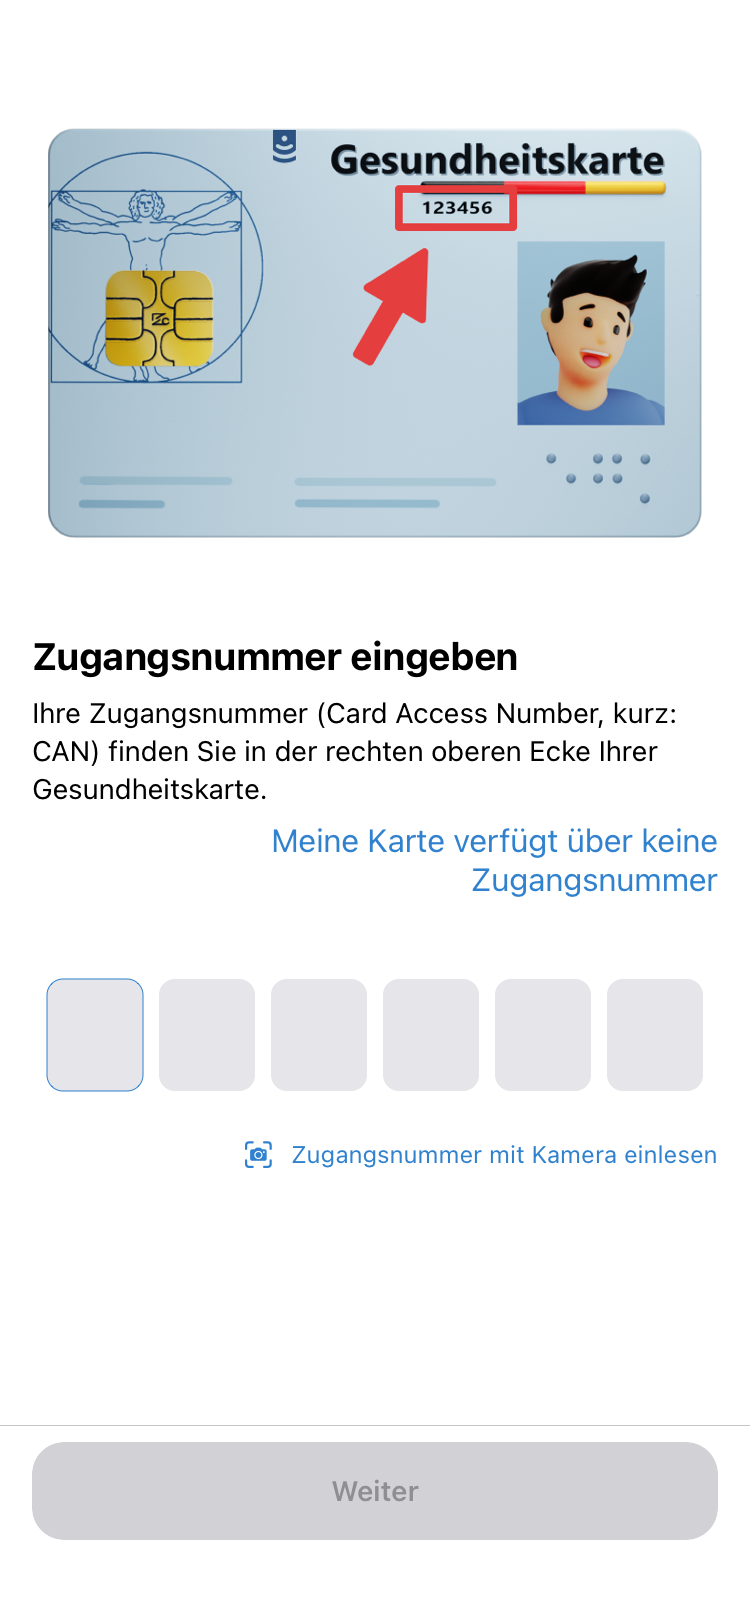 Gesundheitskarte
123456
Zugangsnummer eingeben
Ihre Zugangsnummer (Card Access Number, kurz:
CAN) finden Sie in der rechten oberen Ecke Ihrer
Gesundheitskarte.
Meine Karte verfügt über keine
Zugangsnummer
Zugangsnummer mit Kamera einlesen
Weiter